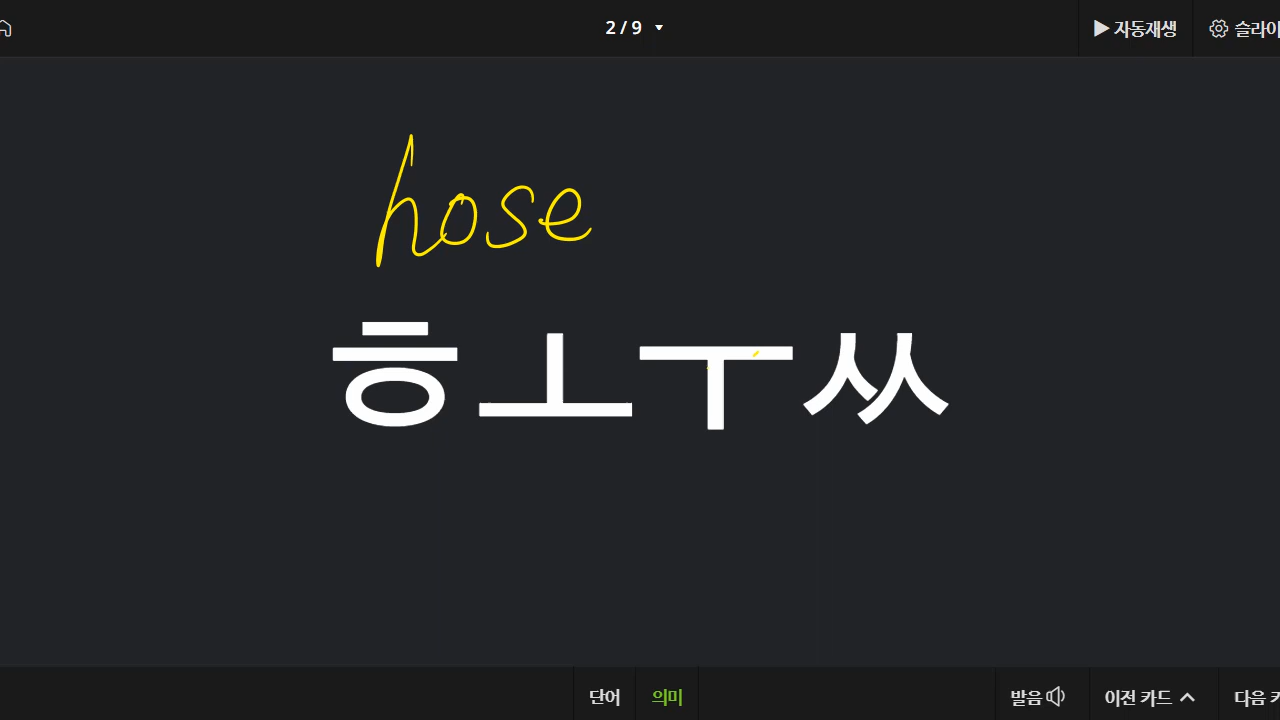 2 / 9 ▼ ▶ 자동재생 슬라이
hose
ㅎㅗㅜㅆ
단어 의미 발음 이전 카드 다음